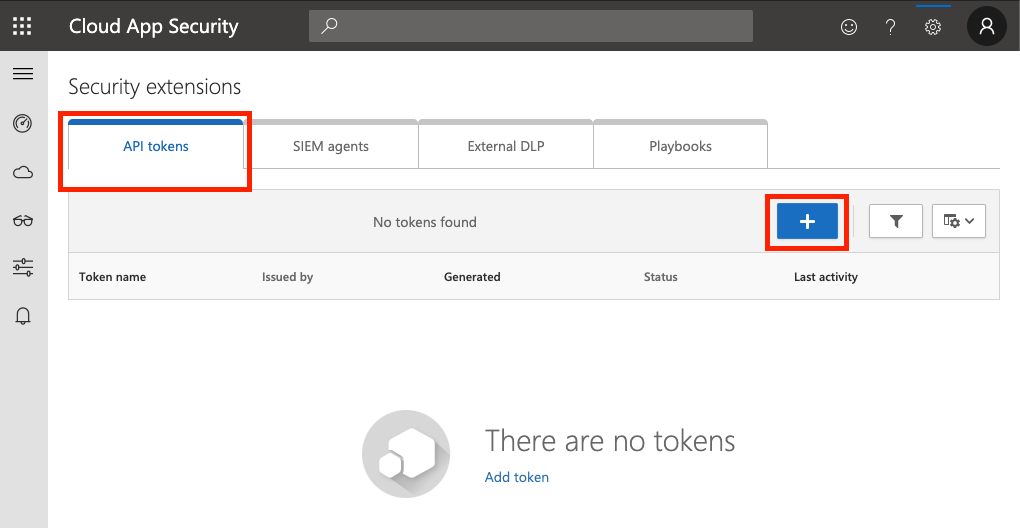 Cloud App Security
?
Security extensions
API tokens SIEM agents External DLP Playbooks
No tokens found
Token name Issued by Generated Status Last activity
There are no tokens
Add token